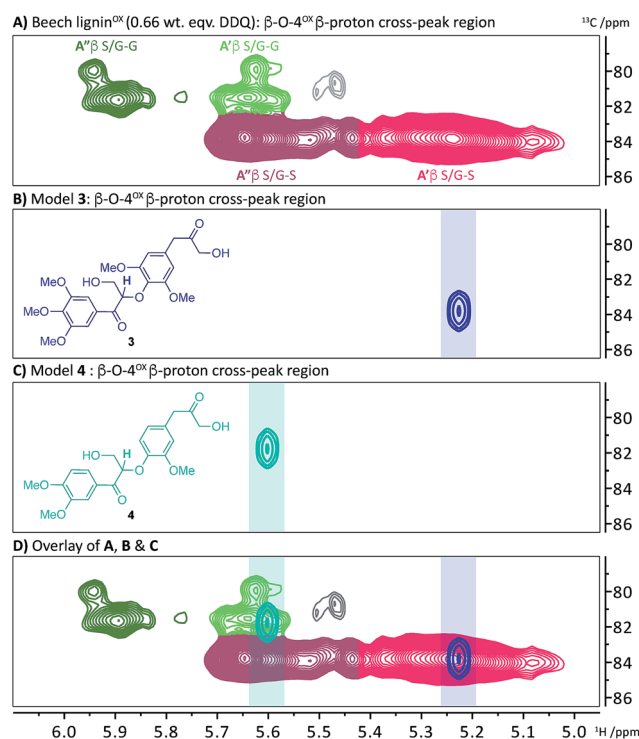 A) Beech lignin^OX (0.66 wt. eqv. DDQ): β-O-4^OX β-proton cross-peak region
¹³C /ppm
A″β S/G-G
A′β S/G-G
A″β S/G-S
A′β S/G-S
80
82
84
86
B) Model 3: β-O-4^OX β-proton cross-peak region
O
OH
MeO
HO
H
MeO
O
OMe
MeO
O
OMe
3
80
82
84
86
C) Model 4 : β-O-4^OX β-proton cross-peak region
O
OH
HO
H
O
OMe
MeO
O
MeO
4
80
82
84
86
D) Overlay of A, B & C
80
82
84
86
6.0 5.9 5.8 5.7 5.6 5.5 5.4 5.3 5.2 5.1 5.0 ¹H /ppm